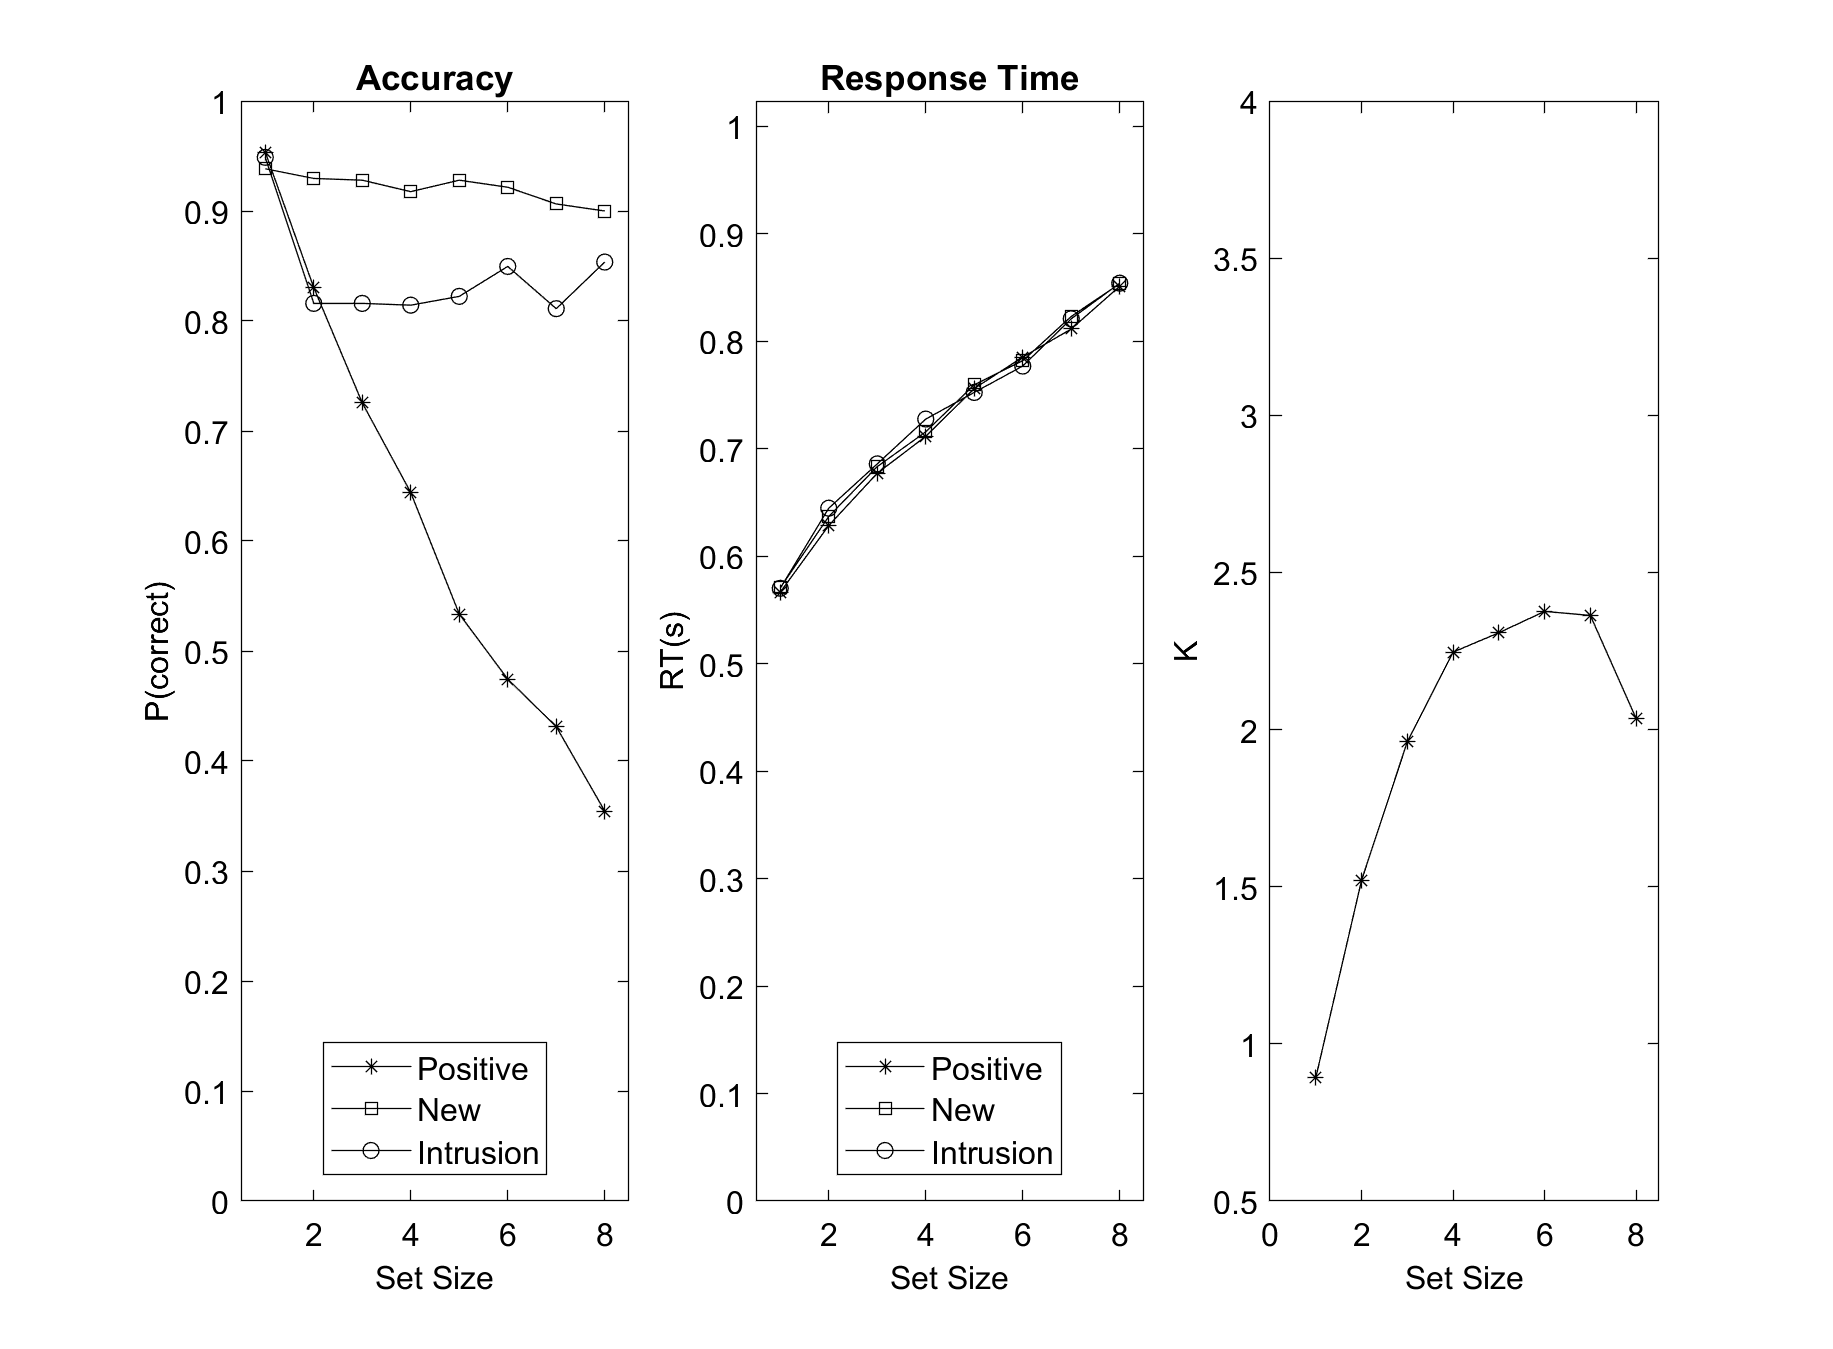 Accuracy
1
0.9
0.8
0.7
0.6
0.5
0.4
0.3
0.2
0.1
0
P(correct)
2 4 6 8
Set Size
Positive
New
Intrusion
Response Time
1
0.9
0.8
0.7
0.6
0.5
0.4
0.3
0.2
0.1
0
RT(s)
2 4 6 8
Set Size
Positive
New
Intrusion
4
3.5
3
2.5
2
1.5
1
0.5
K
0 2 4 6 8
Set Size